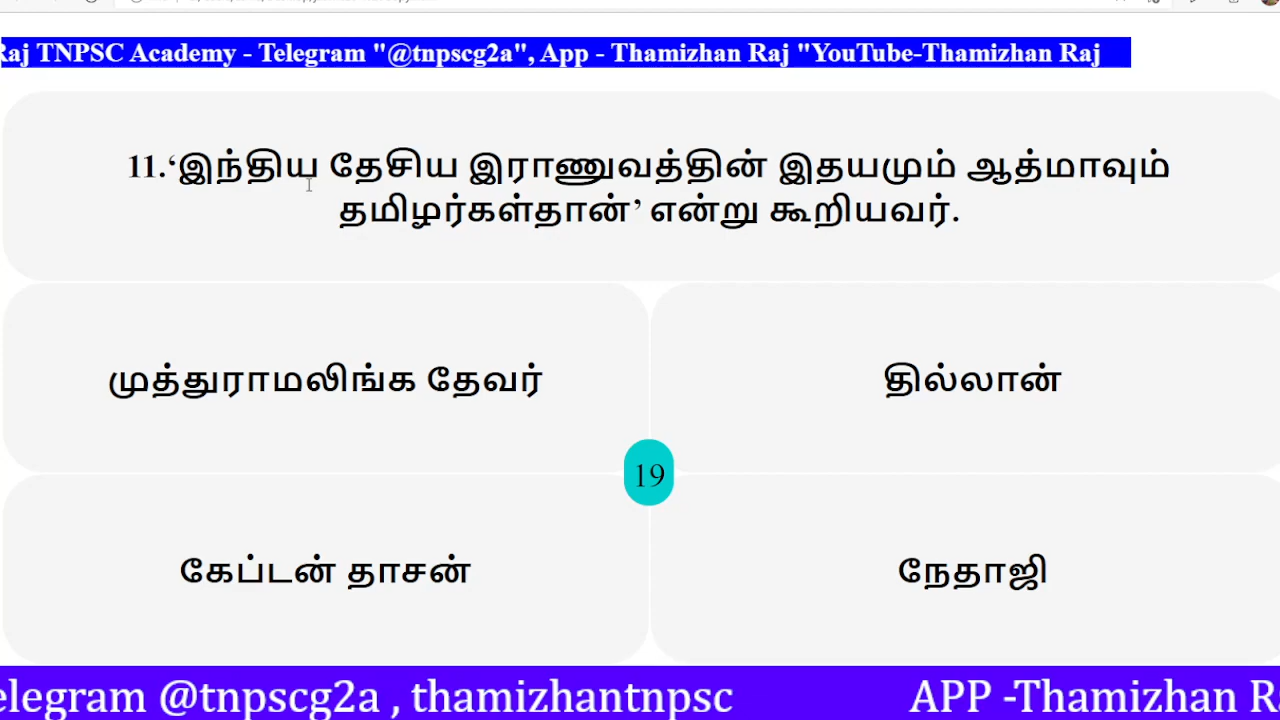 Raj TNPSC Academy - Telegram "@tnpscg2a", App - Thamizhan Raj "YouTube-Thamizhan Raj
11.‘இந்திய தேசிய இராணுவத்தின் இதயமும் ஆத்மாவும்
தமிழர்கள்தான்’ என்று கூறியவர்.
முத்துராமலிங்க தேவர்
தில்லான்
19
கேப்டன் தாசன்
நேதாஜி
elegram @tnpscg2a , thamizhantnpsc
APP -Thamizhan R